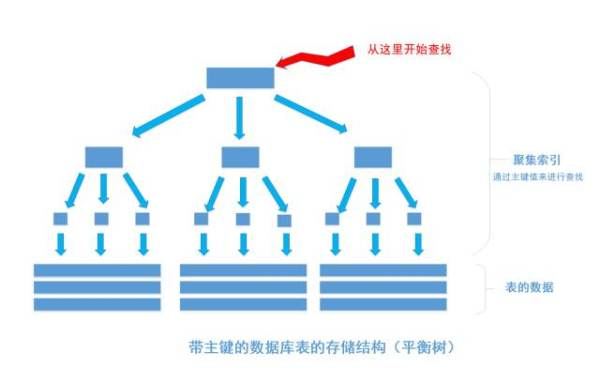 从这里开始查找
聚集索引
通过主键值来进行查找
表的数据
带主键的数据库表的存储结构（平衡树）